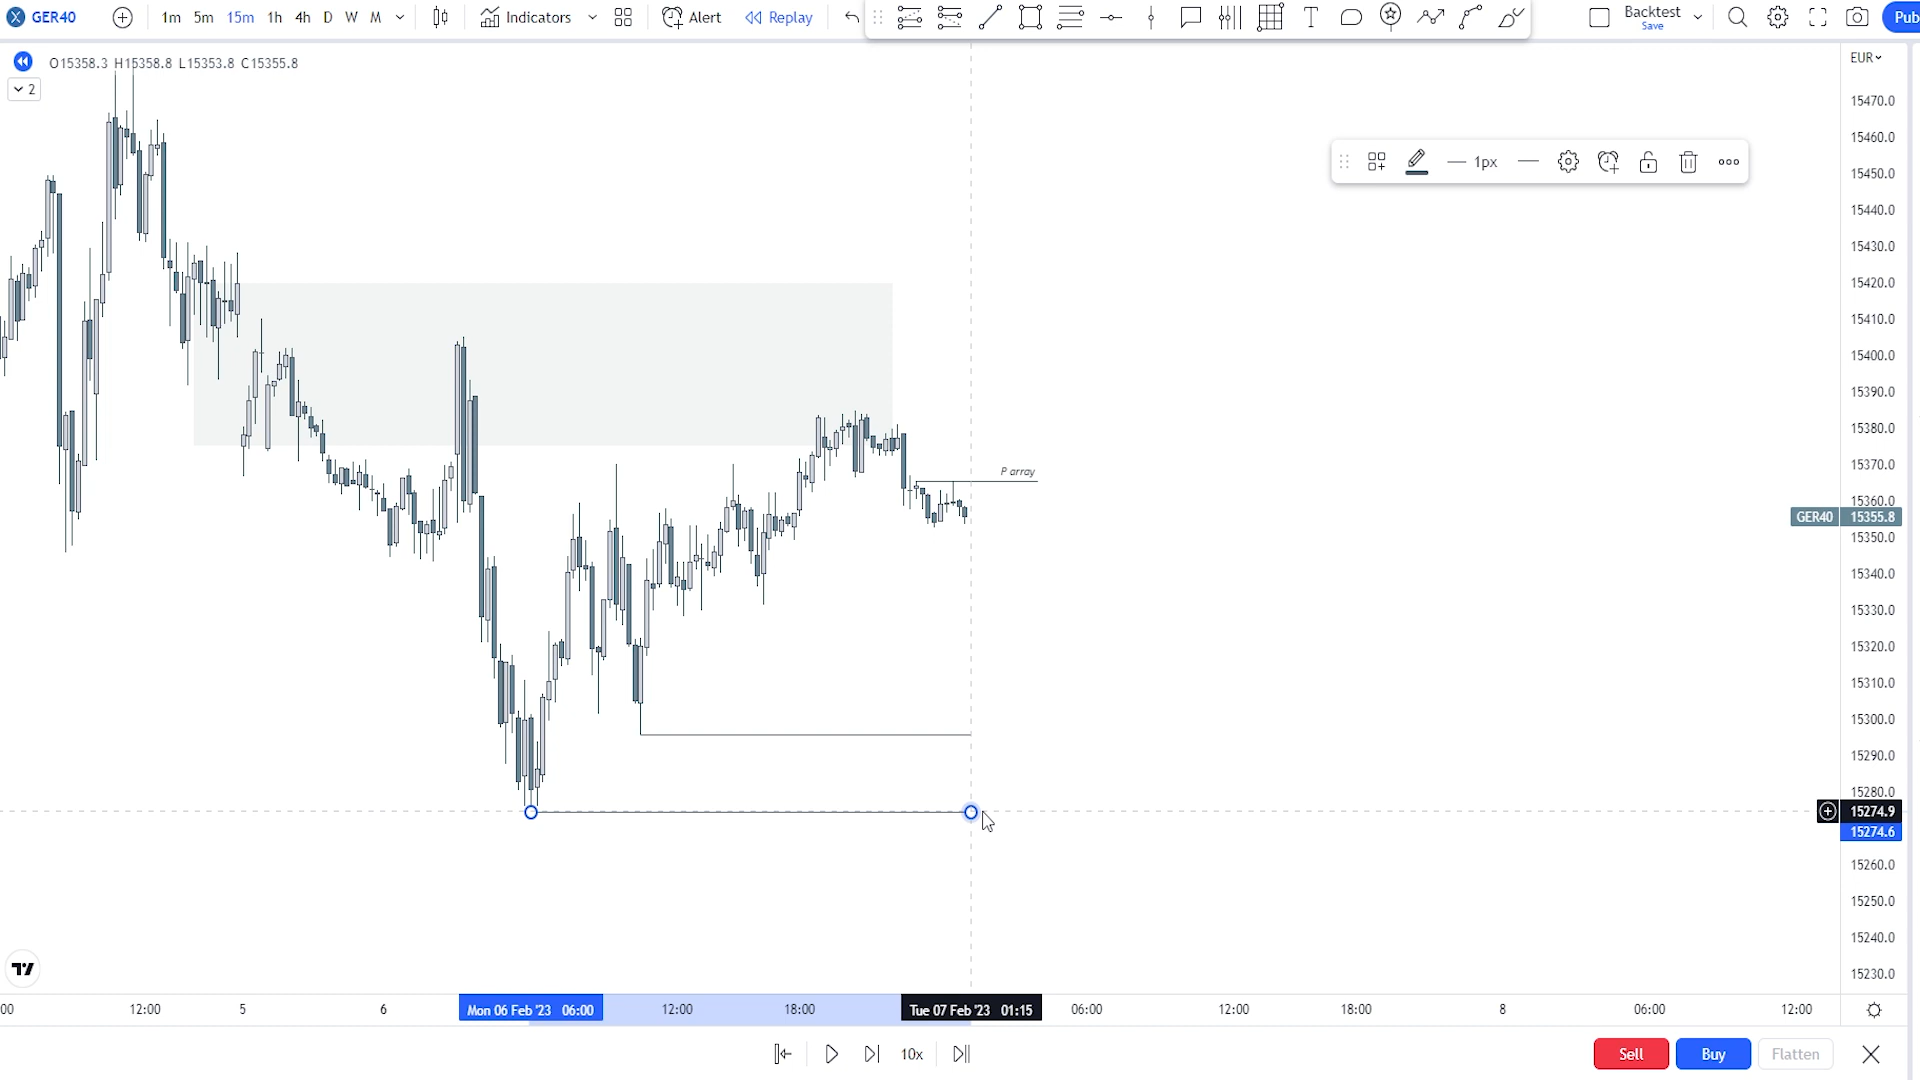 GER40
1m 5m 15m 1h 4h D W M
Indicators
Alert
Replay
T
Backtest
Save
Pub
O15358.3 H15358.8 L15353.8 C15355.8
2
EUR
1px
15470.0
15460.0
15450.0
15440.0
15430.0
15420.0
15410.0
15400.0
15390.0
15380.0
15370.0
P array
15360.0
GER40 15355.8
15350.0
15340.0
15330.0
15320.0
15310.0
15300.0
15290.0
15280.0
15274.9
15274.6
15260.0
15250.0
15240.0
15230.0
:00 12:00 5 6 Mon 06 Feb '23 06:00 12:00 18:00 Tue 07 Feb '23 01:15 06:00 12:00 18:00 8 06:00 12:00
10x
Sell
Buy
Flatten